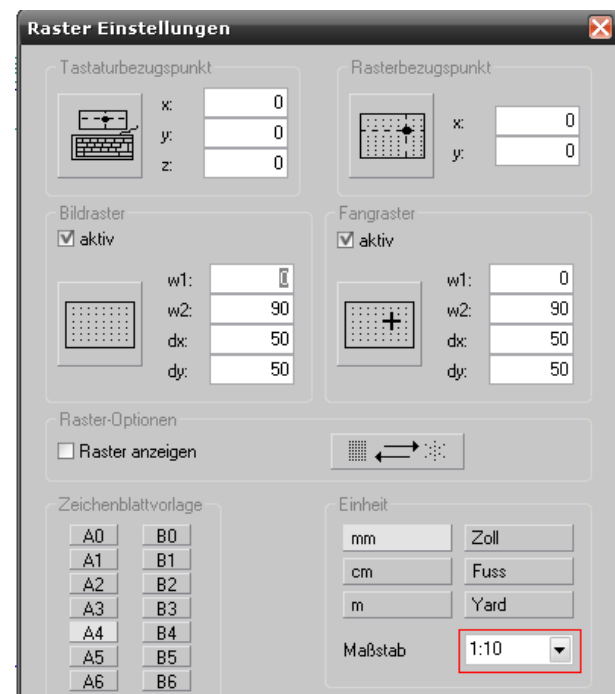 Raster Einstellungen
Tastaturbezugspunkt
x: 0
y: 0
z: 0
Rasterbezugspunkt
x: 0
y: 0
Bildraster
aktiv
w1: 0
w2: 90
dx: 50
dy: 50
Fangraster
aktiv
w1: 0
w2: 90
dx: 50
dy: 50
Raster-Optionen
Raster anzeigen
Zeichenblattvorlage
A0 B0
A1 B1
A2 B2
A3 B3
A4 B4
A5 B5
A6 B6
Einheit
mm Zoll
cm Fuss
m Yard
Maßstab 1:10